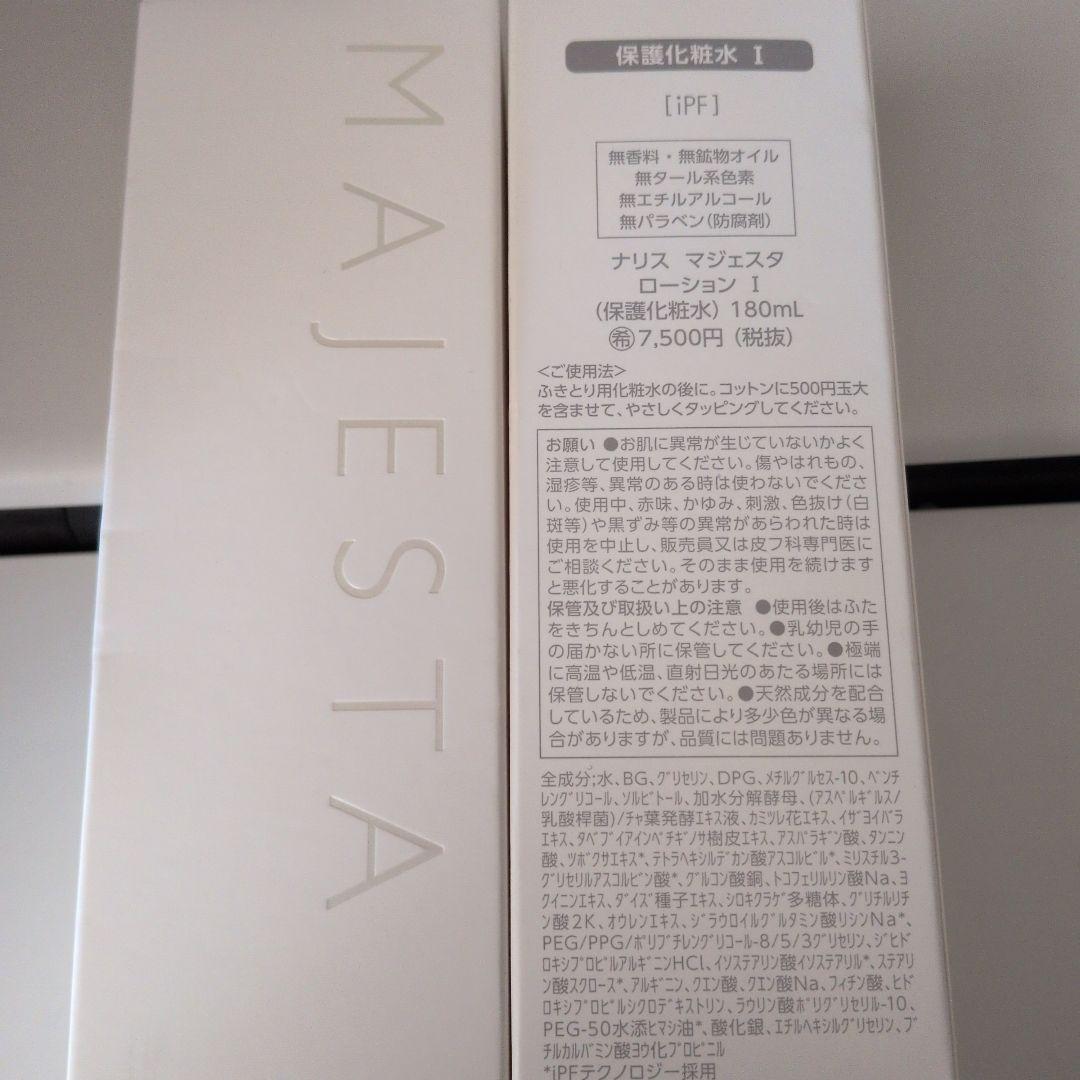 MAJESTA
保護化粧水 I
[iPF]
無香料・無鉱物オイル
無タール系色素
無エチルアルコール
無パラベン(防腐剤)
ナリス マジェスタ
ローション I
(保護化粧水) 180mL
㊒7,500円 (税抜)
<ご使用法>
ふきとり用化粧水の後に。コットンに500円玉大
を含ませて、やさしくタッピングしてください。
お願い ●お肌に異常が生じていないかよく
注意して使用してください。傷やはれもの、
湿疹等、異常のある時は使わないでくださ
い。使用中、赤味、かゆみ、刺激、色抜け(白
斑等)や黒ずみ等の異常があらわれた時は
使用を中止し、販売員又は皮フ科専門医に
ご相談ください。そのまま使用を続けます
と悪化することがあります。
保管及び取扱い上の注意 ●使用後はふた
をきちんとしめてください。●乳幼児の手
の届かない所に保管してください。●極端
に高温や低温、直射日光のあたる場所には
保管しないでください。●天然成分を配合
しているため、製品により多少色が異なる場
合がありますが、品質には問題ありません。
全成分;水、BG、グリセリン、DPG、メチルグルセス-10、ペンチ
レングリコール、ソルビトール、加水分解酵母、(アスペルギルス/
乳酸桿菌)/チャ葉発酵エキス液、カミツレ花エキス、イザヨイバラ
エキス、タベブイアインペチギノサ樹皮エキス、アスパラギン酸、タンニン
酸、ツボクサエキス*、テトラヘキシルデカン酸アスコルビル*、ミリスチル3-
グリセリルアスコルビン酸*、グルコン酸銅、トコフェリルリン酸Na、ヨ
クイニンエキス、ダイズ種子エキス、シロキクラゲ多糖体、グリチルリチ
ン酸2K、オウレンエキス、ジラウロイルグルタミン酸リシンNa*、
PEG/PPG/ポリブチレングリコール-8/5/3グリセリン、ジヒド
ロキシプロピルアルギニンHCl、イソステアリン酸イソステアリル*、ステアリ
ン酸スクロース*、アルギニン、クエン酸、クエン酸Na、フィチン酸、ヒド
ロキシプロピルシクロデキストリン、ラウリン酸ポリグリセリル-10、
PEG-50水添ヒマシ油*、酸化銀、エチルヘキシルグリセリン、ブ
チルカルバミン酸ヨウ化プロピニル
*iPFテクノロジー採用